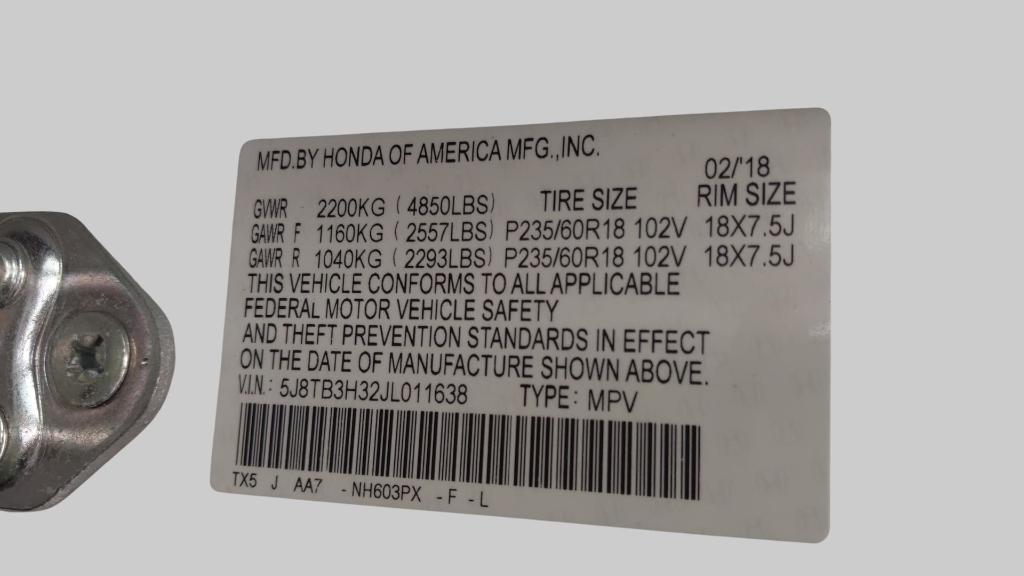 MFD.BY HONDA OF AMERICA MFG.,INC.
02/'18
GVWR 2200KG ( 4850LBS) TIRE SIZE RIM SIZE
GAWR F 1160KG ( 2557LBS) P235/60R18 102V 18X7.5J
GAWR R 1040KG ( 2293LBS) P235/60R18 102V 18X7.5J
THIS VEHICLE CONFORMS TO ALL APPLICABLE
FEDERAL MOTOR VEHICLE SAFETY
AND THEFT PREVENTION STANDARDS IN EFFECT
ON THE DATE OF MANUFACTURE SHOWN ABOVE.
V.I.N.: 5J8TB3H32JL011638 TYPE: MPV
TX5 J AA7 -NH603PX -F -L